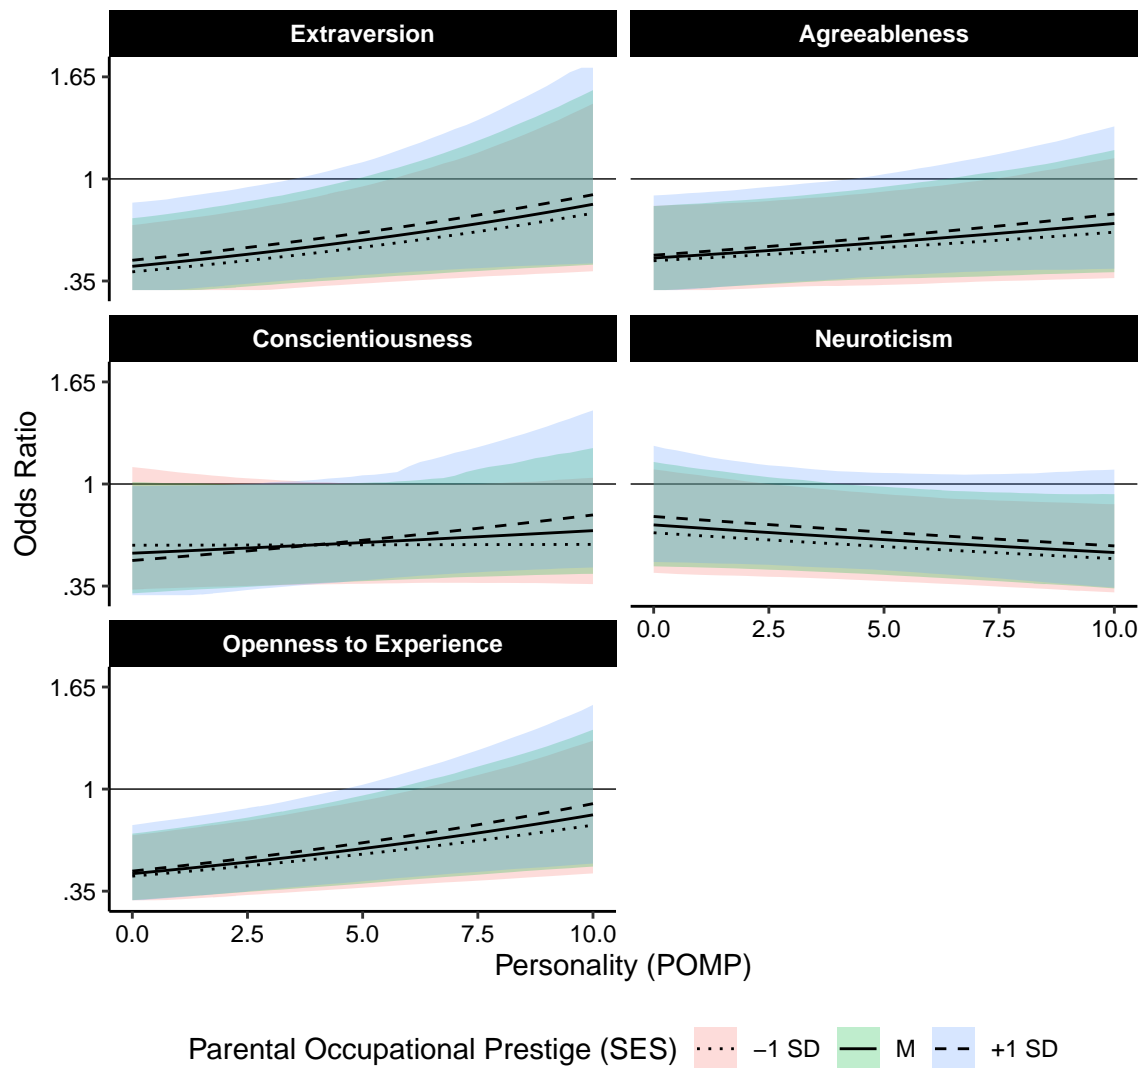 Extraversion
Agreeableness
1.65
1
.35
Conscientiousness
Neuroticism
1.65
1
.35
0.0 2.5 5.0 7.5 10.0
Openness to Experience
1.65
1
.35
0.0 2.5 5.0 7.5 10.0
Odds Ratio
Personality (POMP)
Parental Occupational Prestige (SES) −1 SD M +1 SD